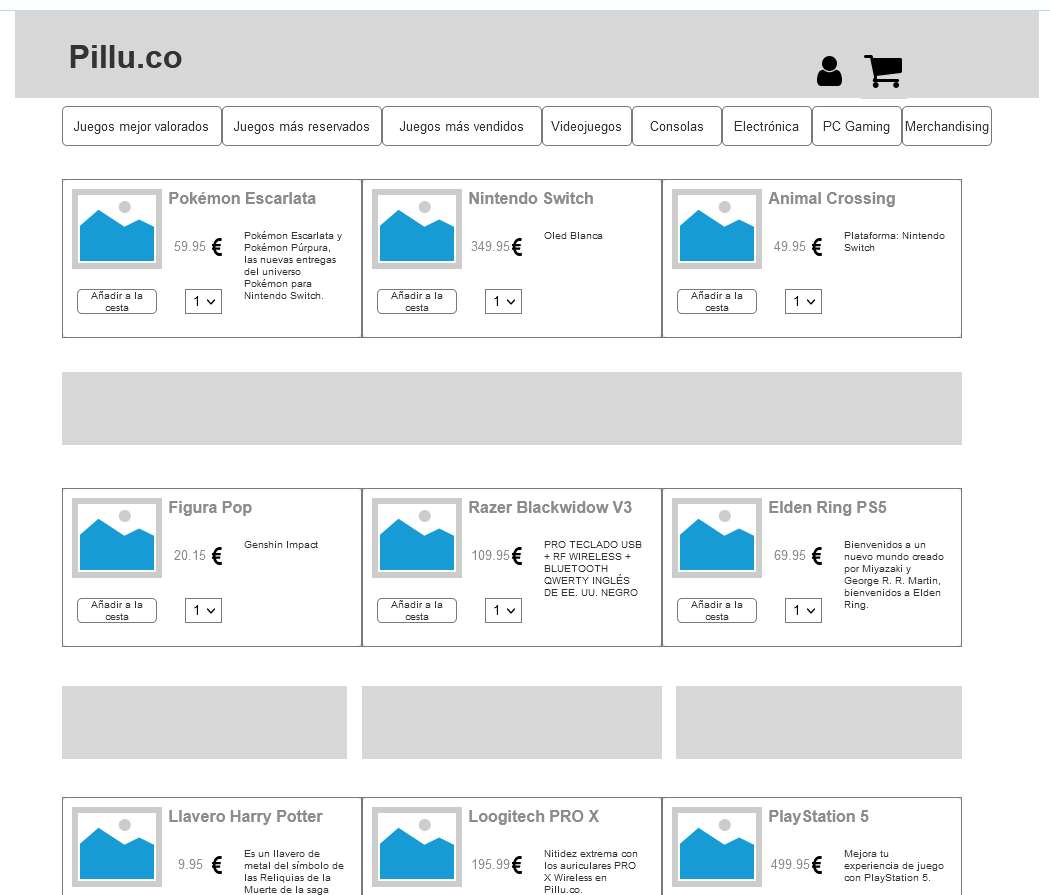 Pillu.co
Juegos mejor valorados
Juegos más reservados
Juegos más vendidos
Videojuegos
Consolas
Electrónica
PC Gaming
Merchandising
Pokémon Escarlata
59.95 €
Pokémon Escarlata y
Pokémon Púrpura,
las nuevas entregas
del universo
Pokémon para
Nintendo Switch.
Añadir a la
cesta
1
Nintendo Switch
349.95 €
Oled Blanca
Añadir a la
cesta
1
Animal Crossing
49.95 €
Plataforma: Nintendo
Switch
Añadir a la
cesta
1
Figura Pop
20.15 €
Genshin Impact
Añadir a la
cesta
1
Razer Blackwidow V3
109.95 €
PRO TECLADO USB
+ RF WIRELESS +
BLUETOOTH
QWERTY INGLÉS
DE EE. UU. NEGRO
Añadir a la
cesta
1
Elden Ring PS5
69.95 €
Bienvenidos a un
nuevo mundo creado
por Miyazaki y
George R. R. Martin,
bienvenidos a Elden
Ring.
Añadir a la
cesta
1
Llavero Harry Potter
9.95 €
Es un llavero de
metal del símbolo de
las Reliquias de la
Muerte de la saga
Loogitech PRO X
195.99 €
Nitidez extrema con
los auriculares PRO
X Wireless en
Pillu.co.
PlayStation 5
499.95 €
Mejora tu
experiencia de juego
con PlayStation 5.